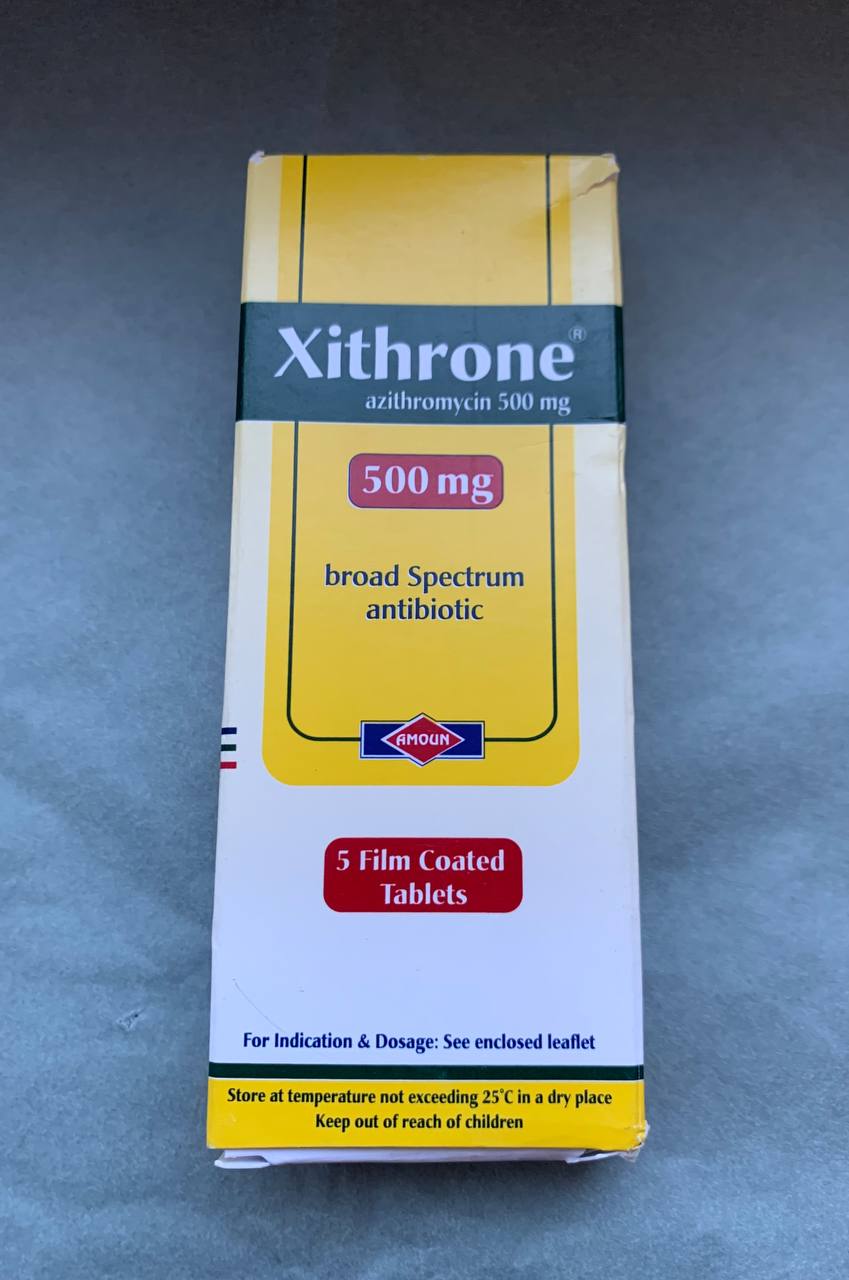 Xithrone®
azithromycin 500 mg
500 mg
broad Spectrum
antibiotic
AMOUN
5 Film Coated
Tablets
For Indication & Dosage: See enclosed leaflet
Store at temperature not exceeding 25°C in a dry place
Keep out of reach of children